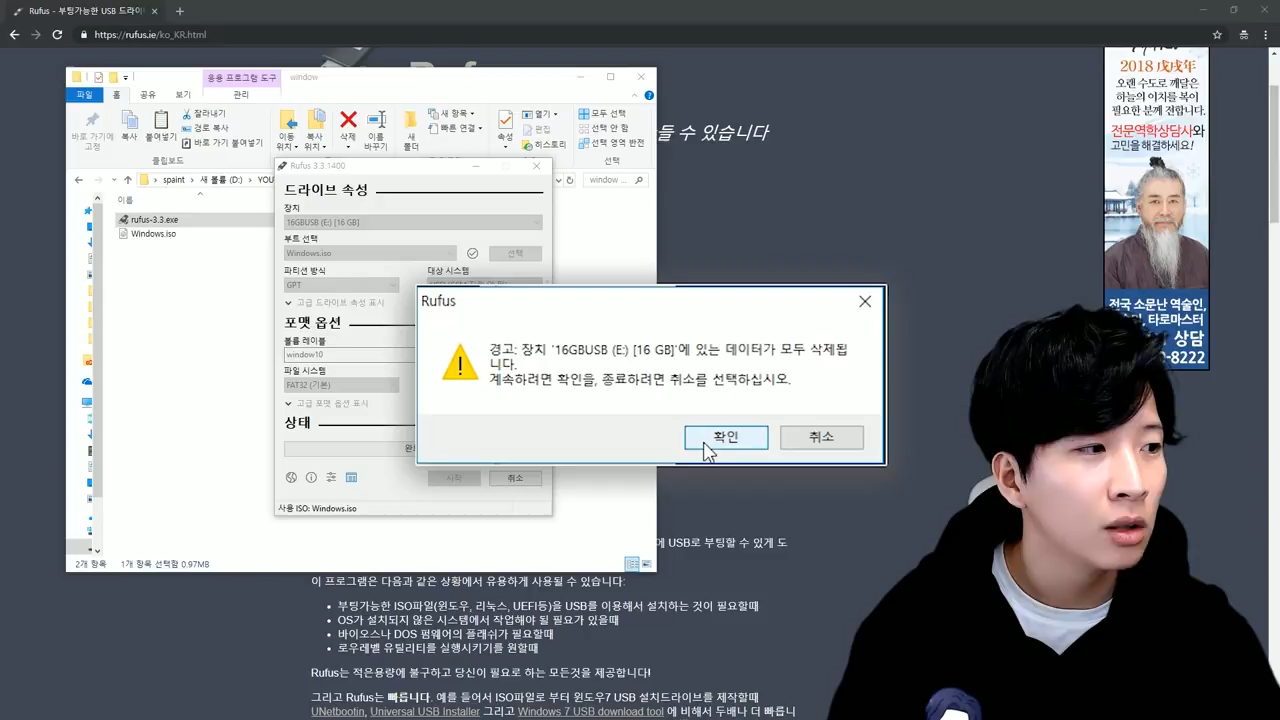 Rufus - 부팅가능한 USB 드라이
https://rufus.ie/ko_KR.html
응용 프로그램 도구
window
파일
홈
공유
보기
관리
바로 가기에
고정
복사
붙여넣기
잘라내기
경로 복사
바로 가기 붙여넣기
클립보드
이동
위치
복사
위치
삭제
이름
바꾸기
새
폴더
새 항목
빠른 연결
속성
열기
편집
히스토리
모두 선택
선택 안 함
선택 영역 반전
선택
spaint
새 볼륨 (D:)
YOU
window ...
이름
rufus-3.3.exe
Windows.iso
2개 항목
1개 항목 선택함 0.97MB
Rufus 3.3.1400
드라이브 속성
장치
16GBUSB (E:) [16 GB]
부트 선택
Windows.iso
선택
파티션 방식
대상 시스템
GPT
고급 드라이브 속성 표시
포맷 옵션
볼륨 레이블
window10
파일 시스템
FAT32 (기본)
고급 포맷 옵션 표시
상태
시작
취소
사용 ISO: Windows.iso
Rufus
경고: 장치 '16GBUSB (E:) [16 GB]'에 있는 데이터가 모두 삭제됩
니다.
계속하려면 확인을, 종료하려면 취소를 선택하십시오.
확인
취소
들 수 있습니다
에 USB로 부팅할 수 있게 도
이 프로그램은 다음과 같은 상황에서 유용하게 사용될 수 있습니다:
부팅가능한 ISO파일(윈도우, 리눅스, UEFI등)을 USB를 이용해서 설치하는 것이 필요할때
OS가 설치되지 않은 시스템에서 작업해야 될 필요가 있을때
바이오스나 DOS 펌웨어의 플래쉬가 필요할때
로우레벨 유틸리티를 실행시키기를 원할때
Rufus는 적은용량에 불구하고 당신이 필요로 하는 모든것을 제공합니다!
그리고 Rufus는 빠릅니다. 예를 들어서 ISO파일로 부터 윈도우7 USB 설치드라이브를 제작할때
UNetbootin, Universal USB Installer 그리고 Windows 7 USB download tool 에 비해서 두배나 더 빠릅니
2018 戊戌年
오랜 수도로 깨달은
하늘의 이치를 복이
필요한 분께 전합니다.
전문역학상담사와
고민을 해결하세요!
전국 소문난 역술인,
타로마스터
상담
-8222